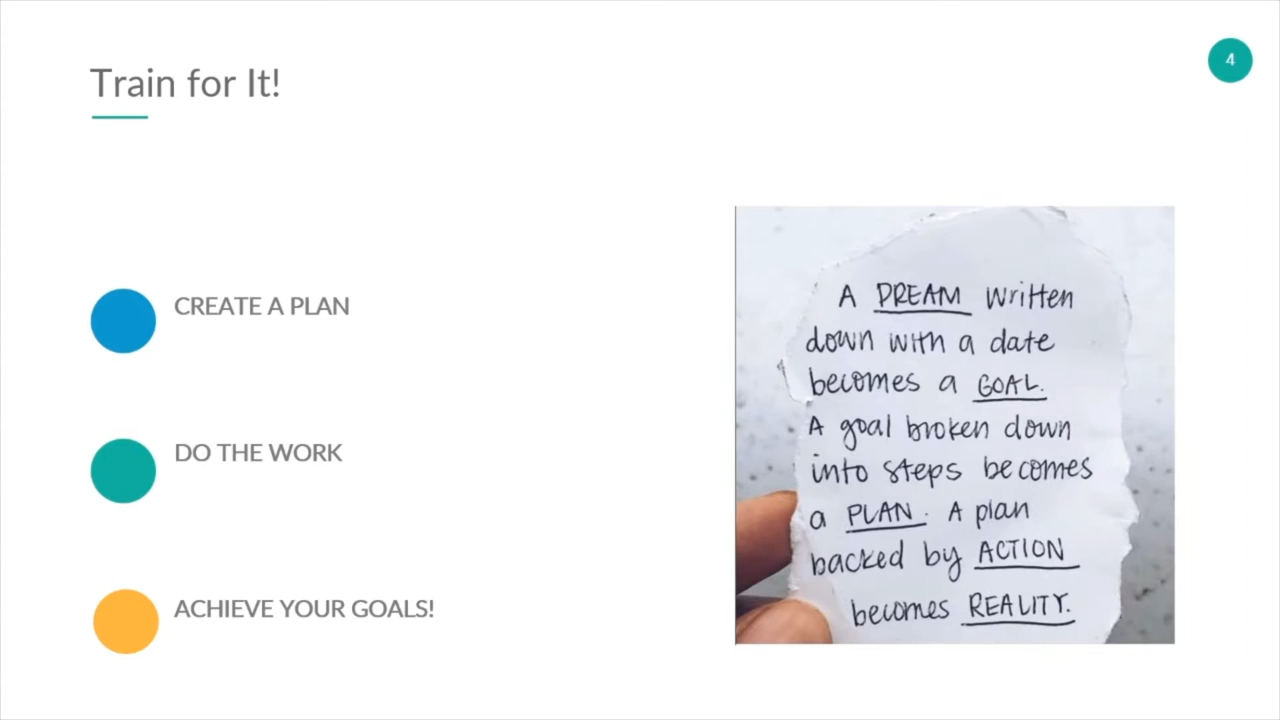 Train for It!
4
CREATE A PLAN
DO THE WORK
ACHIEVE YOUR GOALS!
A DREAM written
down with a date
becomes a GOAL.
A goal broken down
into steps becomes
a PLAN. A plan
backed by ACTION
becomes REALITY.